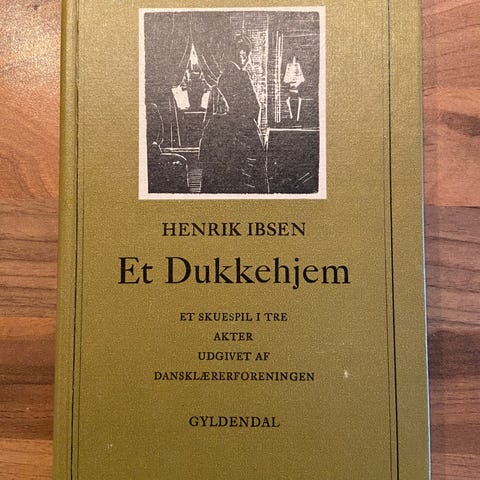 HENRIK IBSEN
Et Dukkehjem
ET SKUESPIL I TRE
AKTER
UDGIVET AF
DANSKLÆRERFORENINGEN
GYLDENDAL